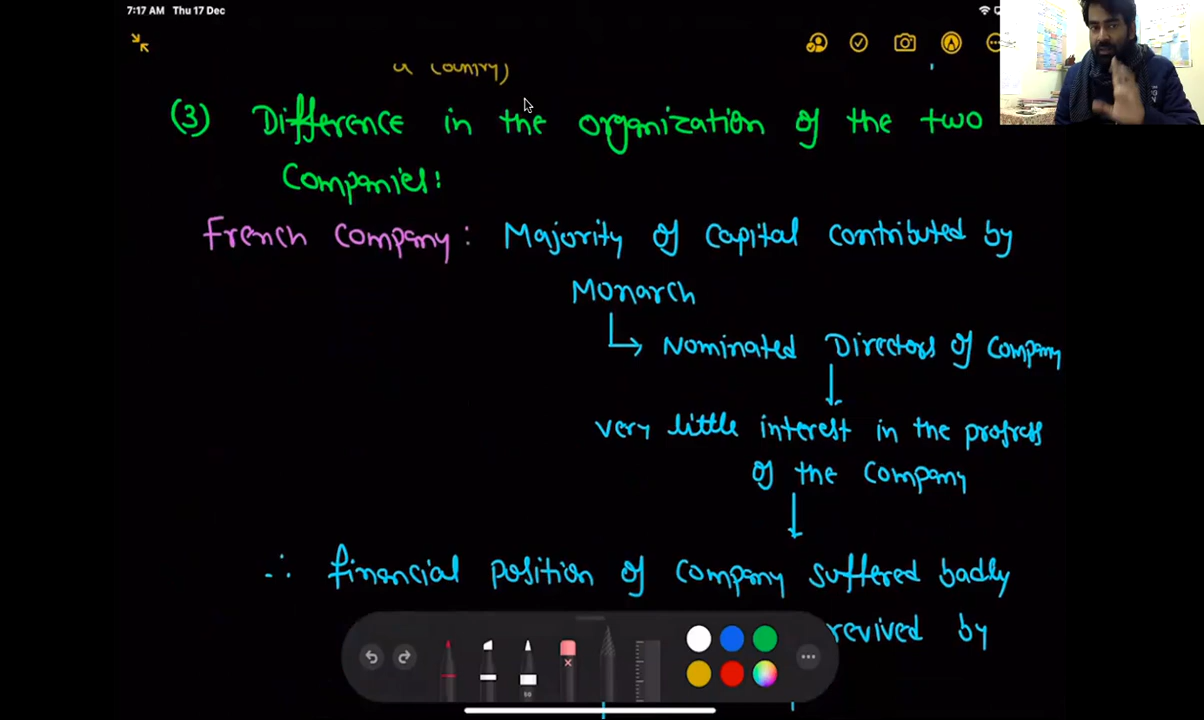 7:17 AM Thu 17 Dec
a Country)
(3) Difference in the organization of the two
Companies:
French Company: Majority of Capital contributed by
Monarch
Nominated Directors of Company
very little interest in the progress
of the Company
∴ financial position of company suffered badly
revived by